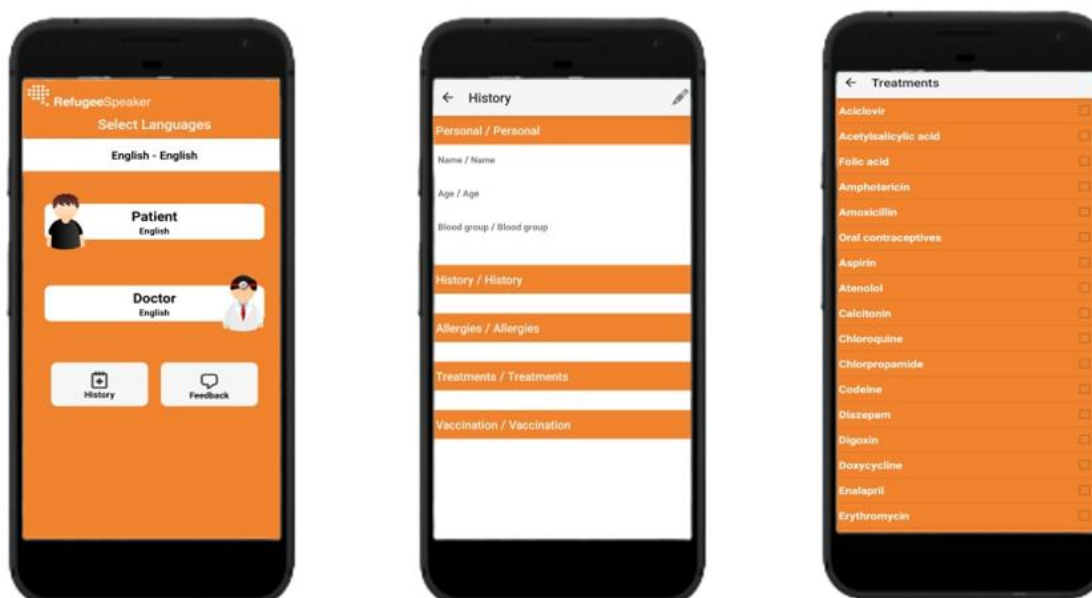 RefugeeSpeaker
Select Languages
English - English
Patient
English
Doctor
English
History
Feedback
History
Personal / Personal
Name / Name
Age / Age
Blood group / Blood group
History / History
Allergies / Allergies
Treatments / Treatments
Vaccination / Vaccination
Treatments
Aciclovir
Acetylsalicylic acid
Folic acid
Amphotericin
Amoxicillin
Oral contraceptives
Aspirin
Atenolol
Calcitonin
Chloroquine
Chlorpropamide
Codeine
Diazepam
Digoxin
Doxycycline
Enalapril
Erythromycin